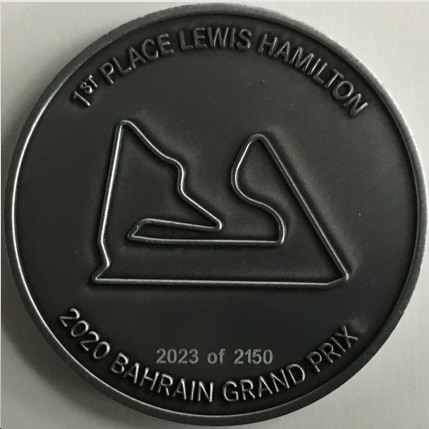 1ST PLACE LEWIS HAMILTON
2023 of 2150
2020 BAHRAIN GRAND PRIX